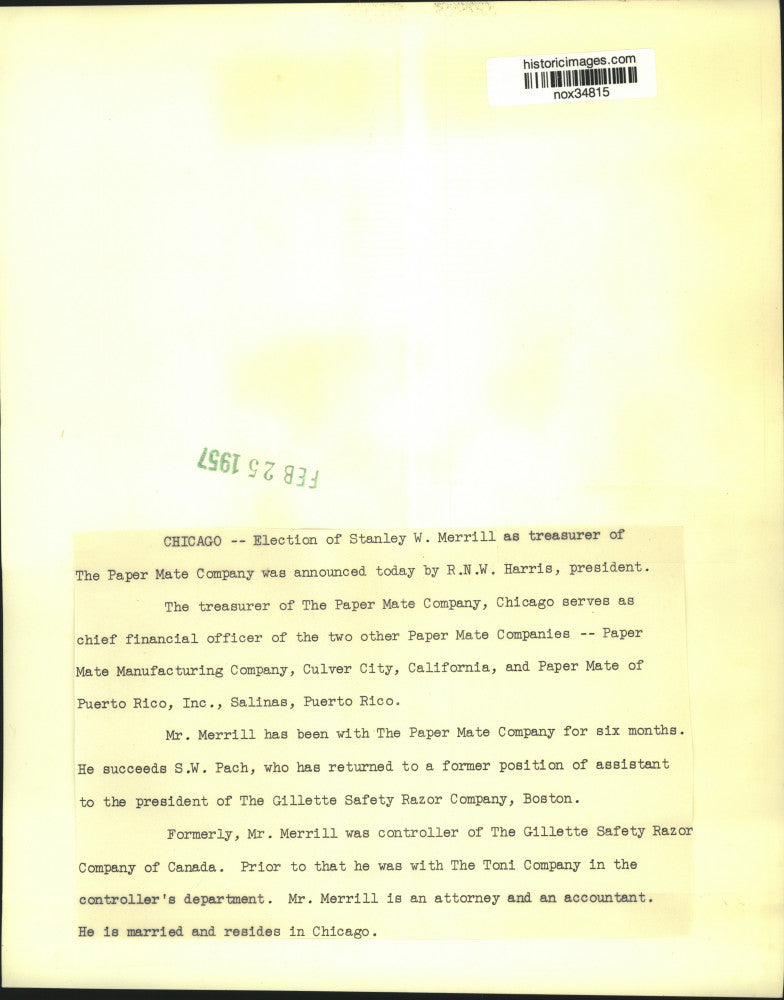 historicimages.com
nox34815
FEB 25 1957
CHICAGO -- Election of Stanley W. Merrill as treasurer of
The Paper Mate Company was announced today by R.N.W. Harris, president.
The treasurer of The Paper Mate Company, Chicago serves as
chief financial officer of the two other Paper Mate Companies -- Paper
Mate Manufacturing Company, Culver City, California, and Paper Mate of
Puerto Rico, Inc., Salinas, Puerto Rico.
Mr. Merrill has been with The Paper Mate Company for six months.
He succeeds S.W. Pach, who has returned to a former position of assistant
to the president of The Gillette Safety Razor Company, Boston.
Formerly, Mr. Merrill was controller of The Gillette Safety Razor
Company of Canada. Prior to that he was with The Toni Company in the
controller's department. Mr. Merrill is an attorney and an accountant.
He is married and resides in Chicago.